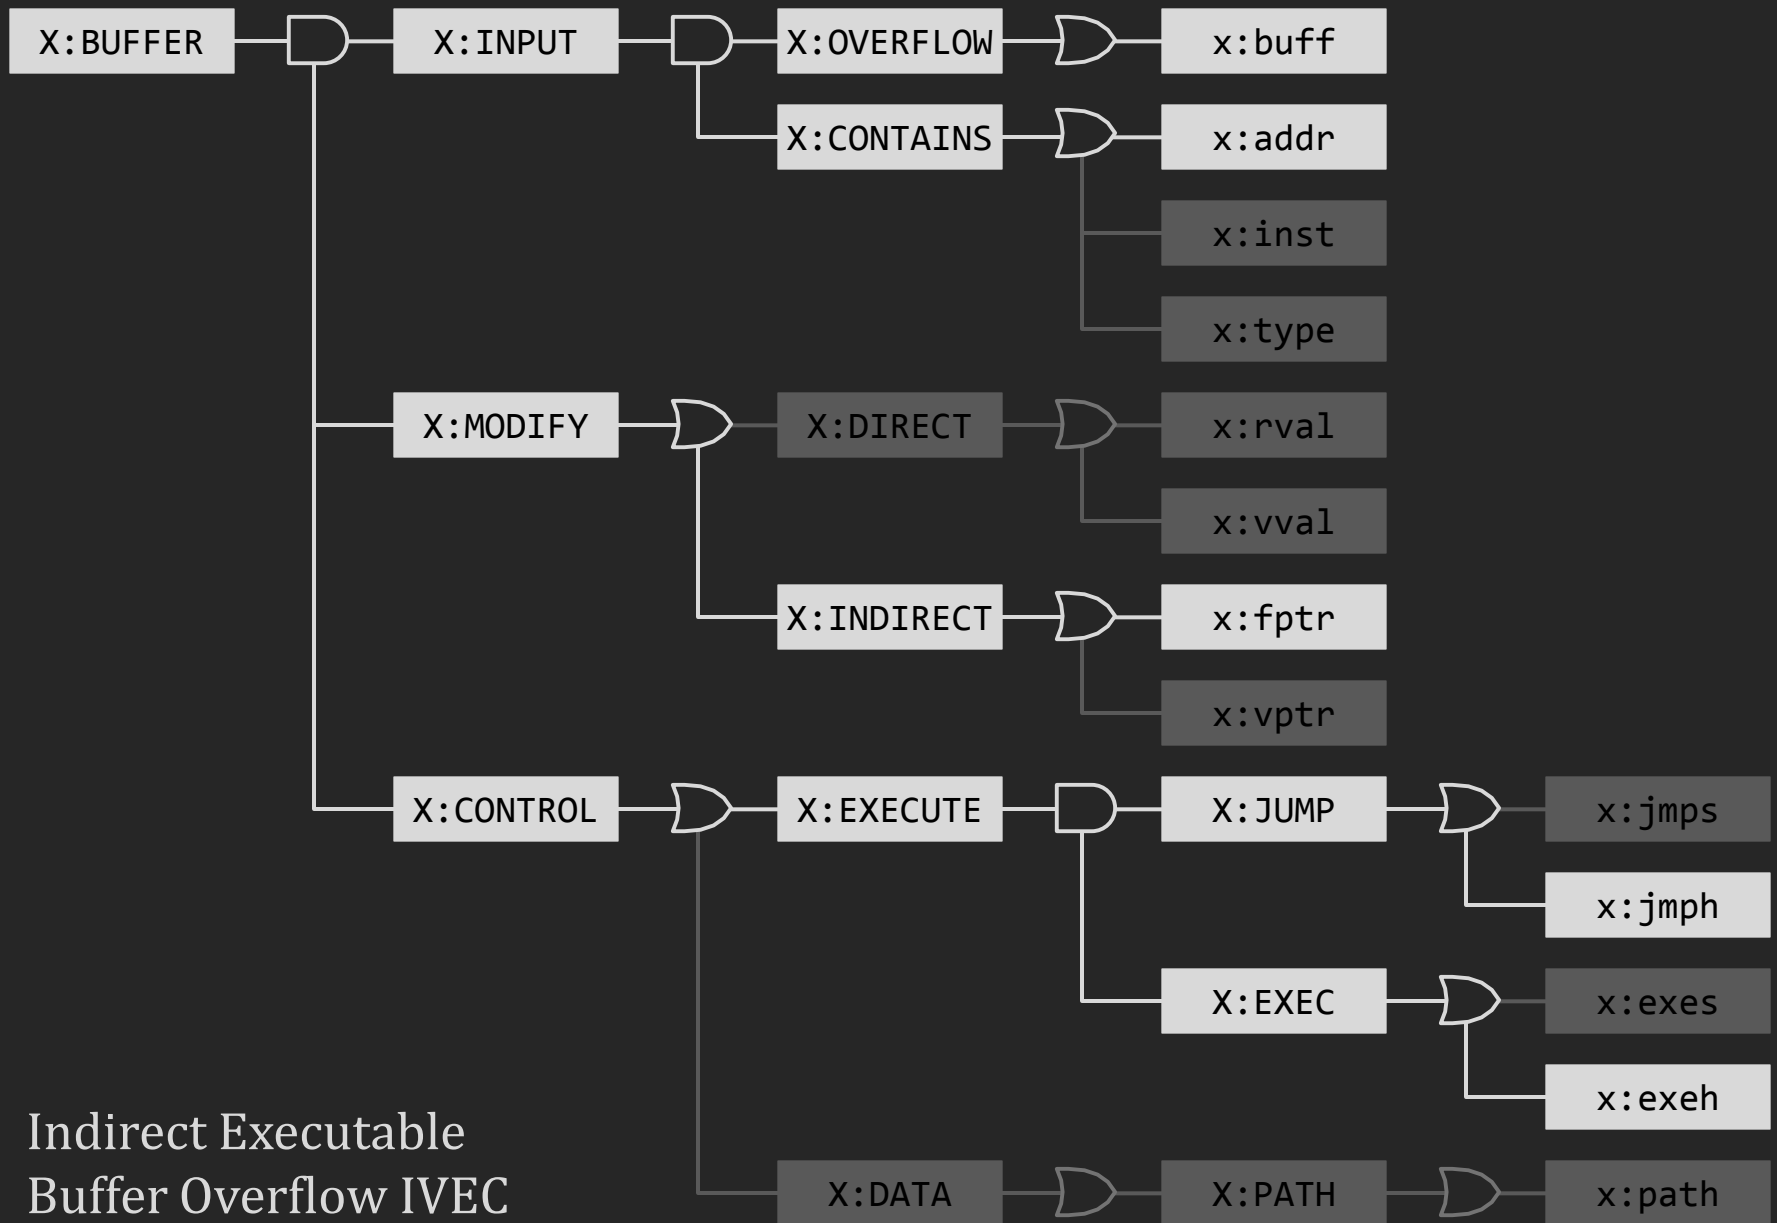 X:BUFFER X:INPUT X:OVERFLOW x:buff
X:CONTAINS x:addr
x:inst
x:type
X:MODIFY X:DIRECT x:rval
x:vval
X:INDIRECT x:fptr
x:vptr
X:CONTROL X:EXECUTE X:JUMP x:jmps
x:jmph
X:EXEC x:exes
x:exeh
Indirect Executable
Buffer Overflow IVEC
X:DATA X:PATH x:path